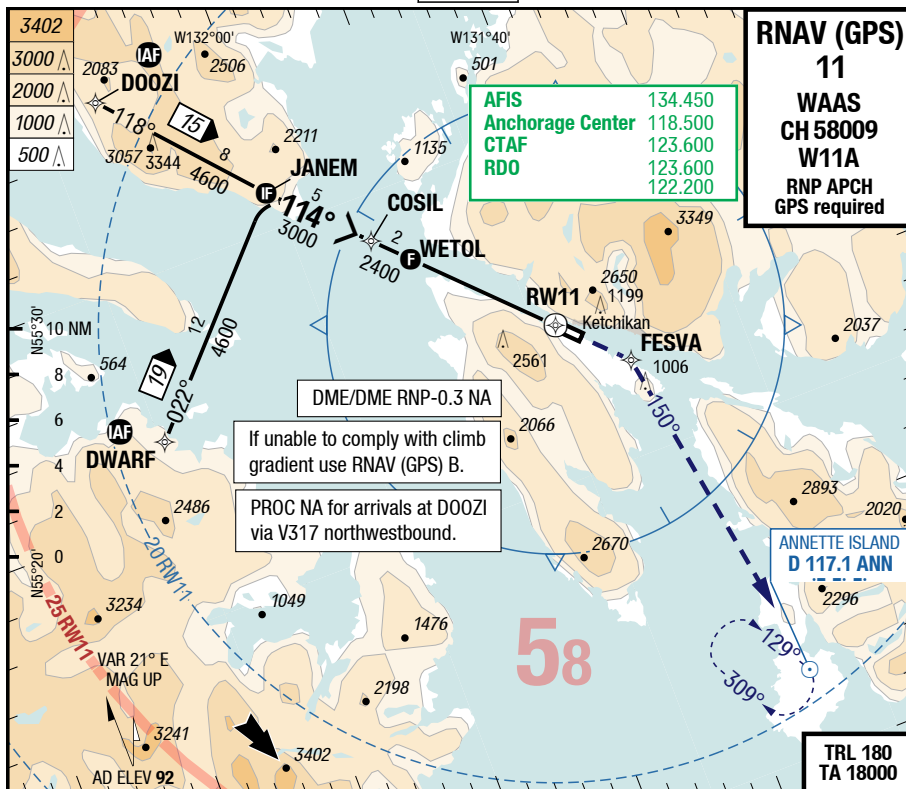 3402
3000
2000
1000
500
IAF
DOOZI
2083
W132°00'
2506
W131°40'
501
118°
15
8
4600
3057
3344
2211
JANEM
IF
5
114°
3000
1135
COSIL
2
2400
WETOL
F
AFIS 134.450
Anchorage Center 118.500
CTAF 123.600
RDO 123.600
122.200
RNAV (GPS)
11
WAAS
CH 58009
W11A
RNP APCH
GPS required
3349
2650
1199
RW11
Ketchikan
FESVA
1006
2037
2561
N55°30'
10 NM
8
6
4
2
0
N55°20'
564
12
4600
19
022°
IAF
DWARF
DME/DME RNP-0.3 NA
If unable to comply with climb
gradient use RNAV (GPS) B.
PROC NA for arrivals at DOOZI
via V317 northwestbound.
2066
150°
2486
2670
2893
2020
ANNETTE ISLAND
D 117.1 ANN
2296
20RW11
25RW11
3234
1049
1476
58
129°
309°
VAR 21° E
MAG UP
2198
3241
3402
AD ELEV 92
TRL 180
TA 18000